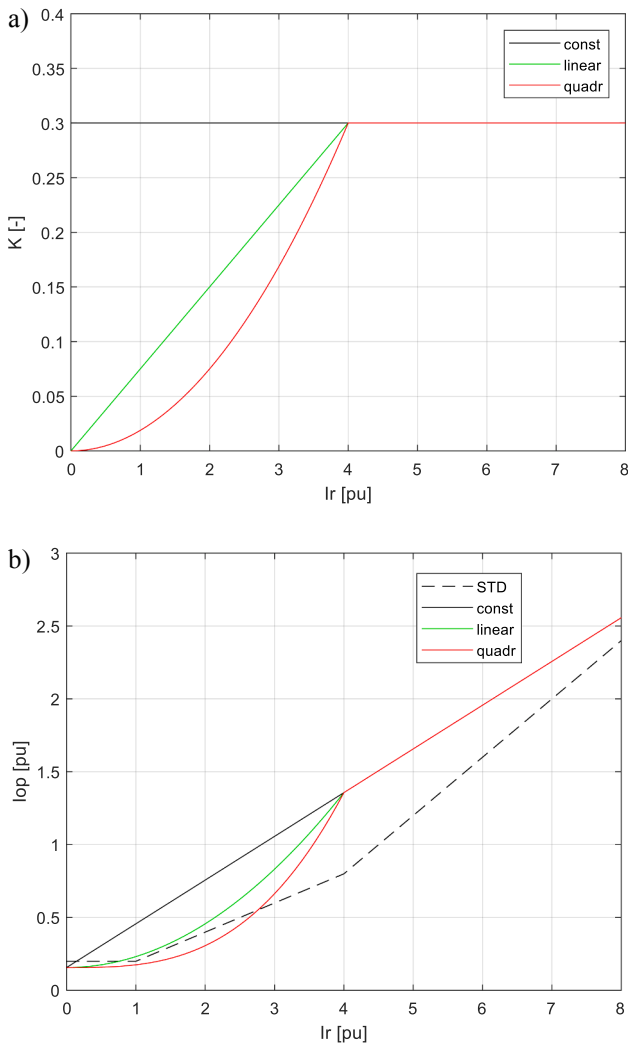 a)
0.4
0.35
0.3
0.25
0.2
0.15
0.1
0.05
0
K [-]
const
linear
quadr
0 1 2 3 4 5 6 7 8
Ir [pu]
b)
3
2.5
2
1.5
1
0.5
0
Iop [pu]
STD
const
linear
quadr
0 1 2 3 4 5 6 7 8
Ir [pu]